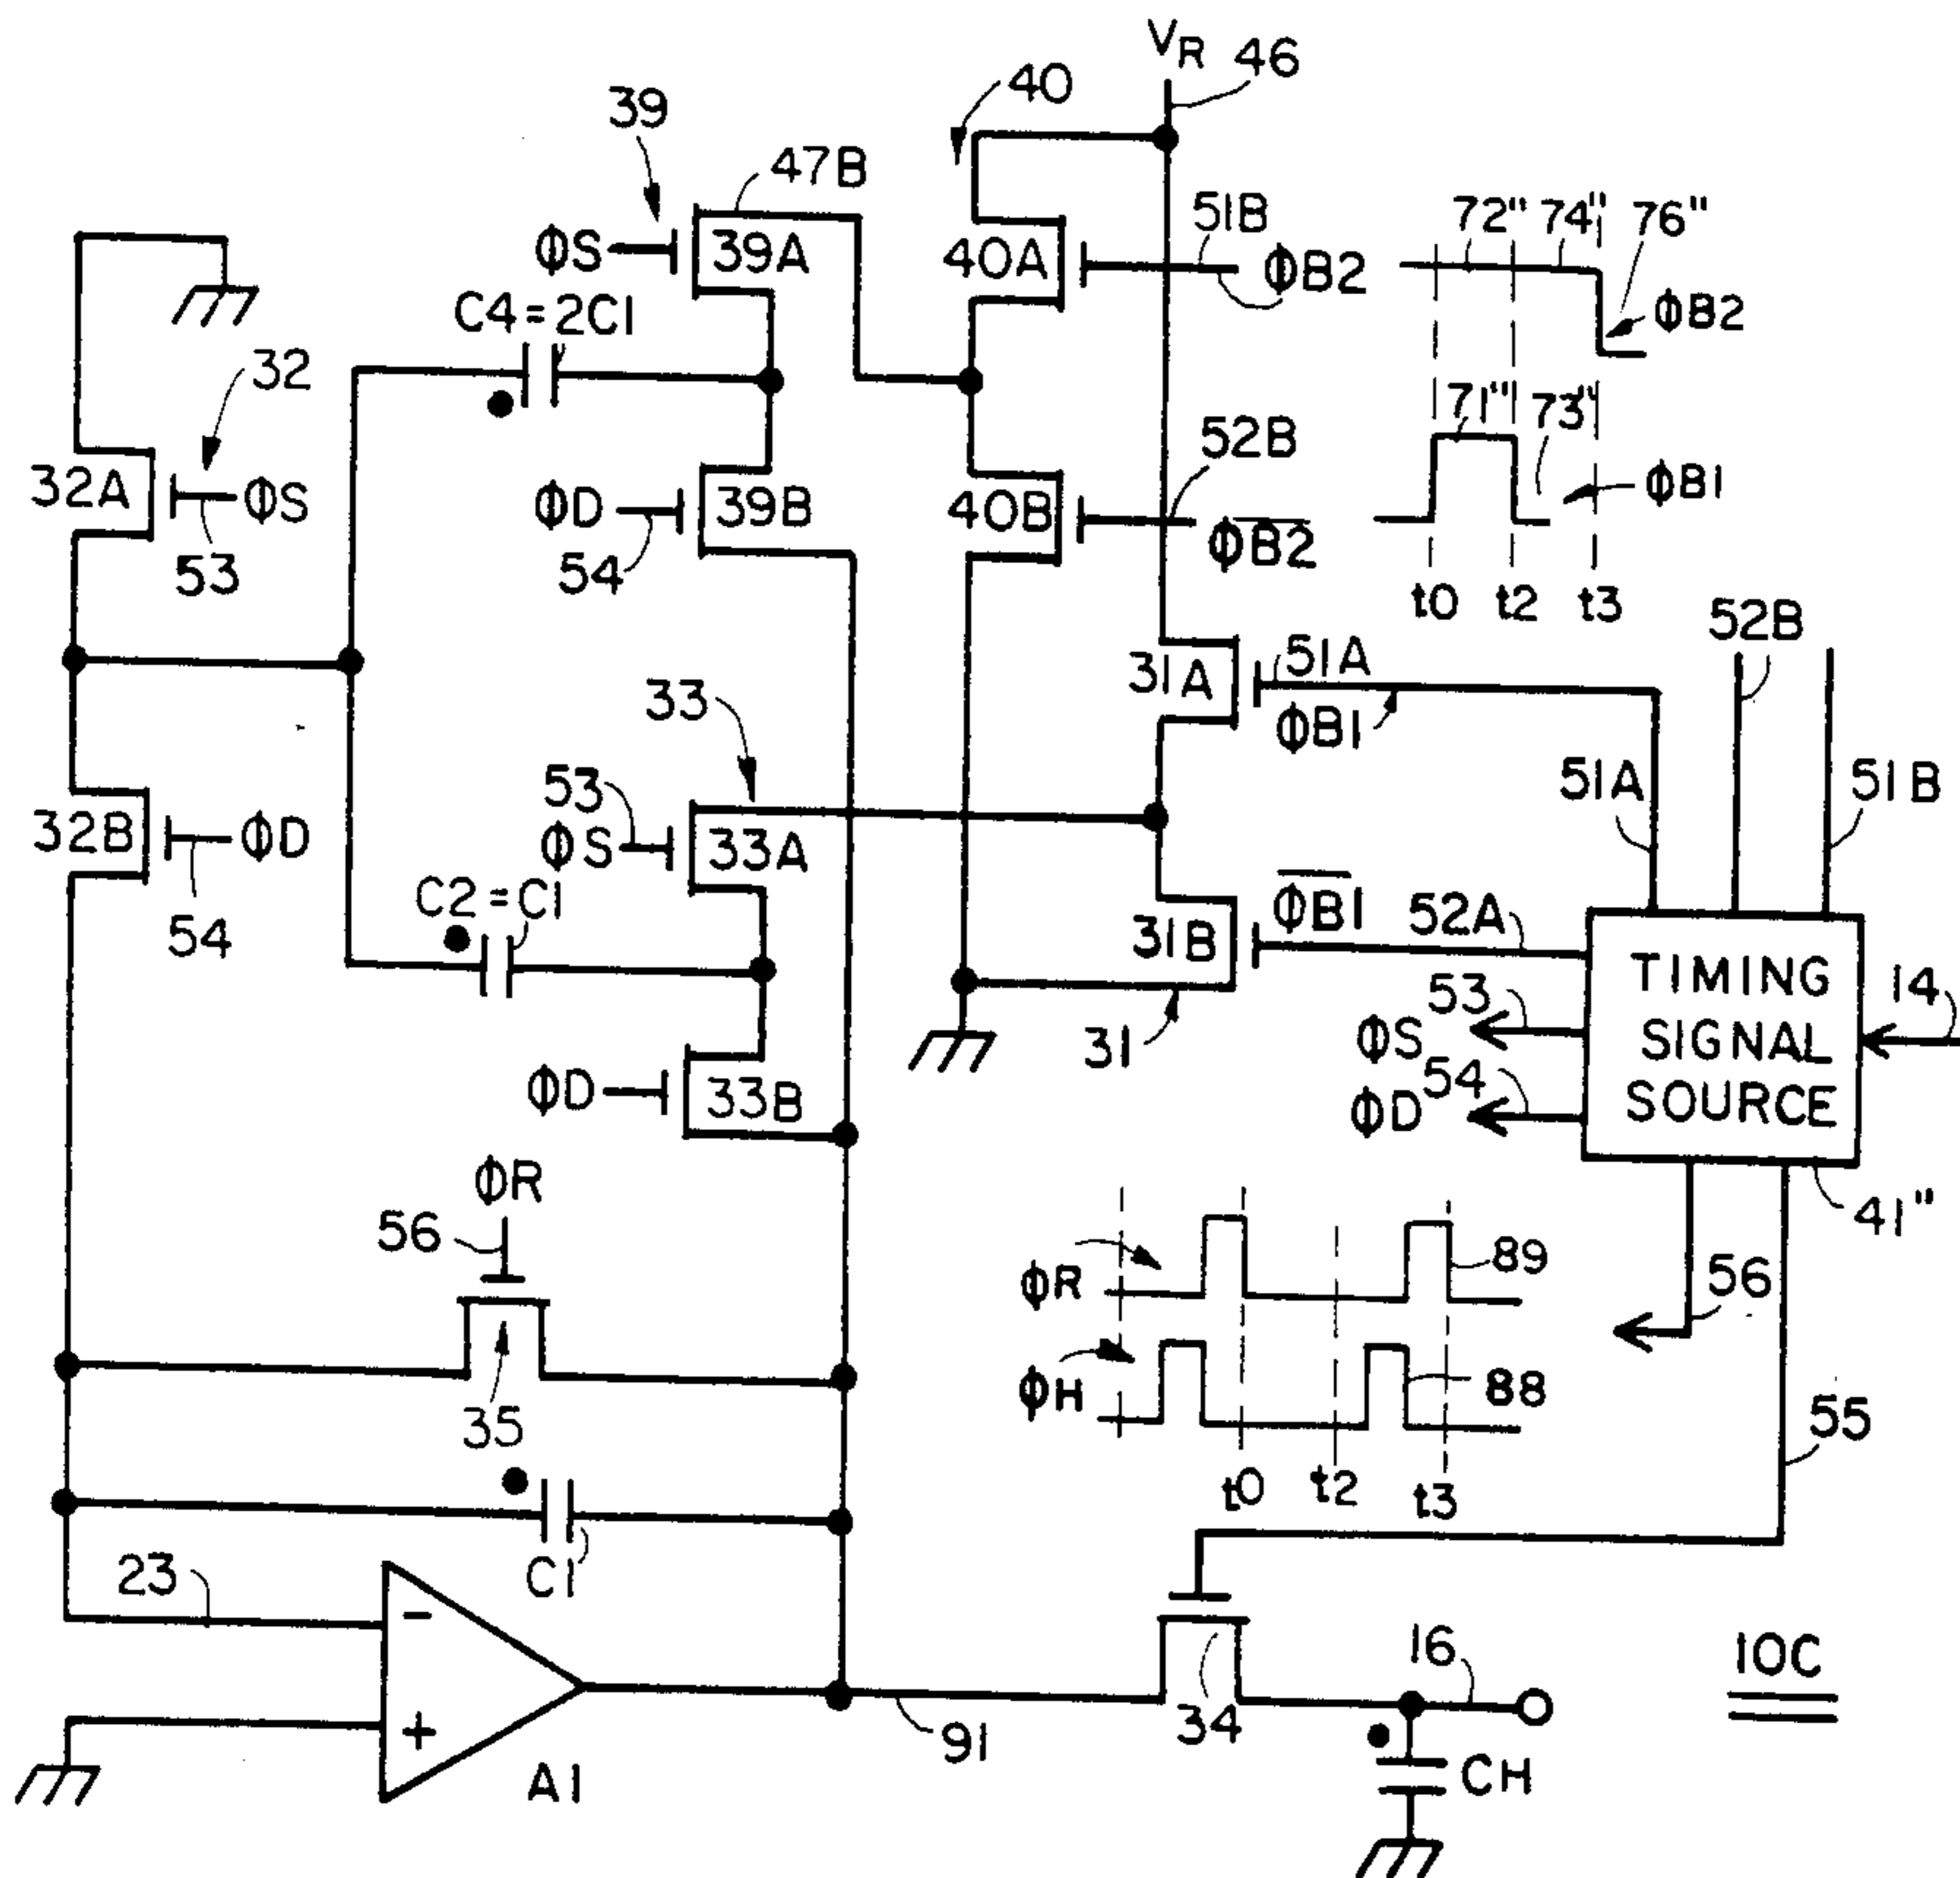 VR 46
40
39
47B
51B
72" 74" 76"
ΦS 39A
40A ΦB2
ΦB2
C4=2C1
32
71" 73"
52B
32A ΦS
ΦD 39B
40B
ΦB1
53
54
Φ̅B̅2̅
t0 t2 t3
52B
51A
31A
33
ΦB1
53
51A 51B
32B ΦD
ΦS 33A
C2=C1
Φ̅B̅1̅
52A
54
31B
TIMING
SIGNAL
SOURCE
14
53
ΦS
31
54
ΦD
ΦD 33B
ΦR
56
41"
ΦR
89
56
ΦH
88
35
55
t0 t2 t3
C1
23
−
16
10C
+
34
91
A1
CH